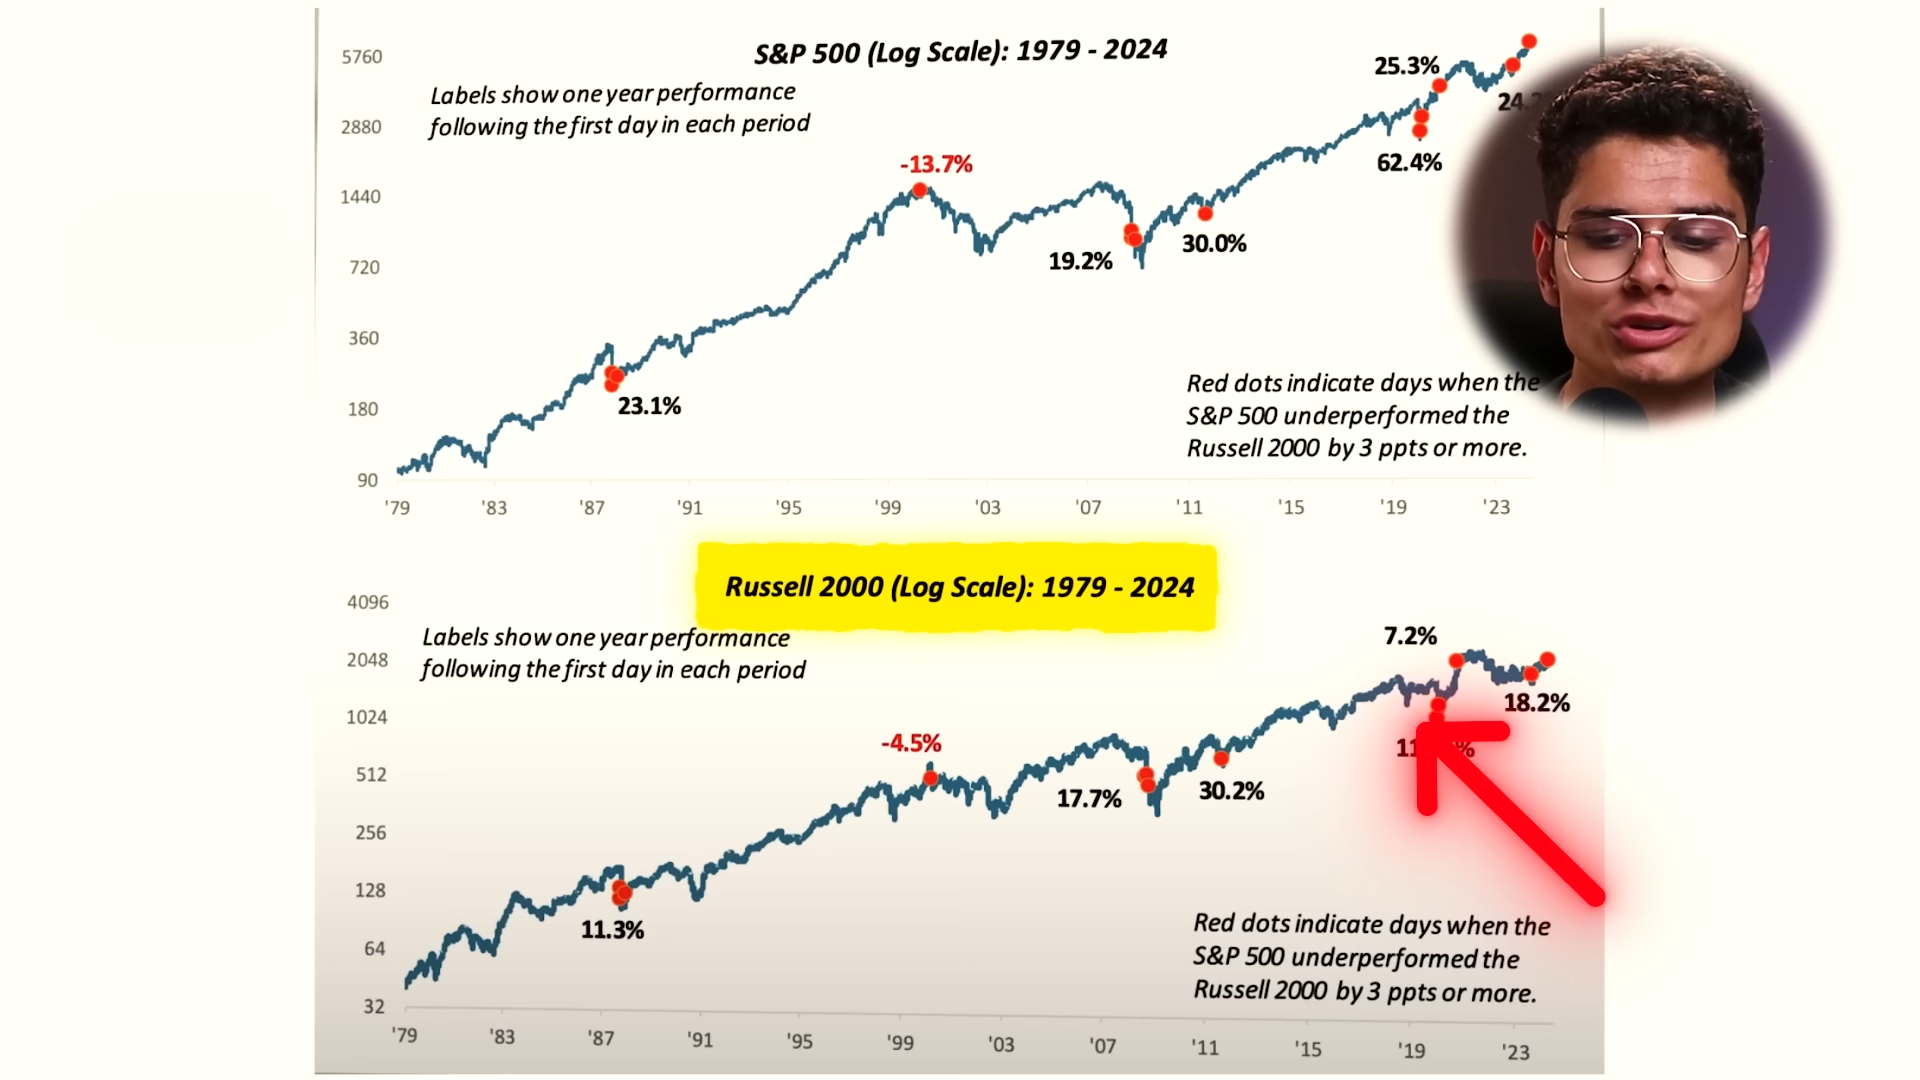 S&P 500 (Log Scale): 1979 - 2024
Labels show one year performance
following the first day in each period
5760
2880
1440
720
360
180
90
25.3%
62.4%
-13.7%
19.2%
30.0%
23.1%
Red dots indicate days when the
S&P 500 underperformed the
Russell 2000 by 3 ppts or more.
'79 '83 '87 '91 '95 '99 '03 '07 '11 '15 '19 '23
Russell 2000 (Log Scale): 1979 - 2024
Labels show one year performance
following the first day in each period
4096
2048
1024
512
256
128
64
32
7.2%
18.2%
-4.5%
17.7%
30.2%
11.3%
Red dots indicate days when the
S&P 500 underperformed the
Russell 2000 by 3 ppts or more.
'79 '83 '87 '91 '95 '99 '03 '07 '11 '15 '19 '23